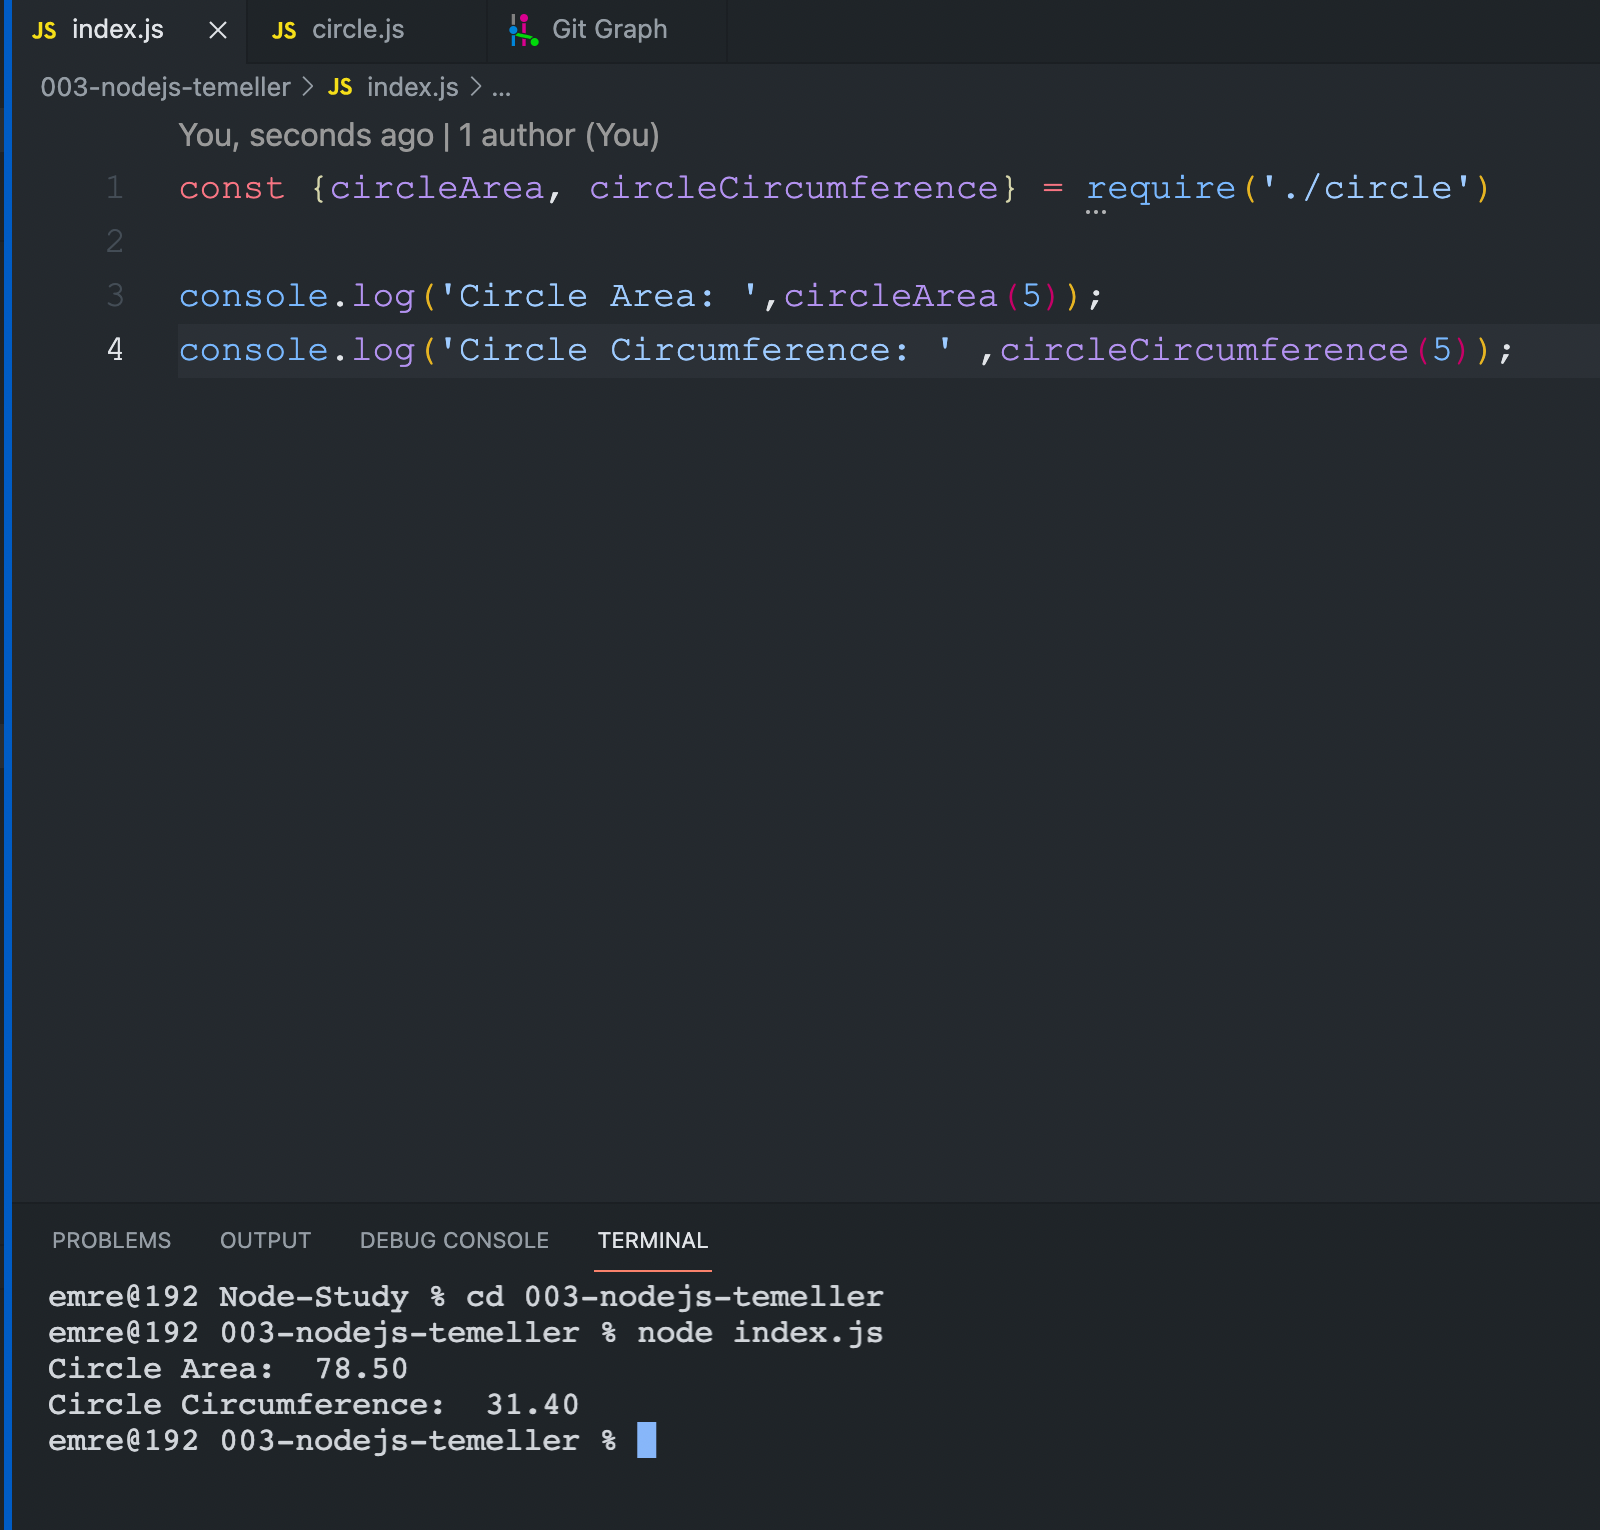 JS index.js × JS circle.js Git Graph
003-nodejs-temeller > JS index.js > ...
You, seconds ago | 1 author (You)
1 const {circleArea, circleCircumference} = require('./circle')
2
3 console.log('Circle Area: ',circleArea(5));
4 console.log('Circle Circumference: ' ,circleCircumference(5));
PROBLEMS OUTPUT DEBUG CONSOLE TERMINAL
emre@192 Node-Study % cd 003-nodejs-temeller
emre@192 003-nodejs-temeller % node index.js
Circle Area:  78.50
Circle Circumference:  31.40
emre@192 003-nodejs-temeller %